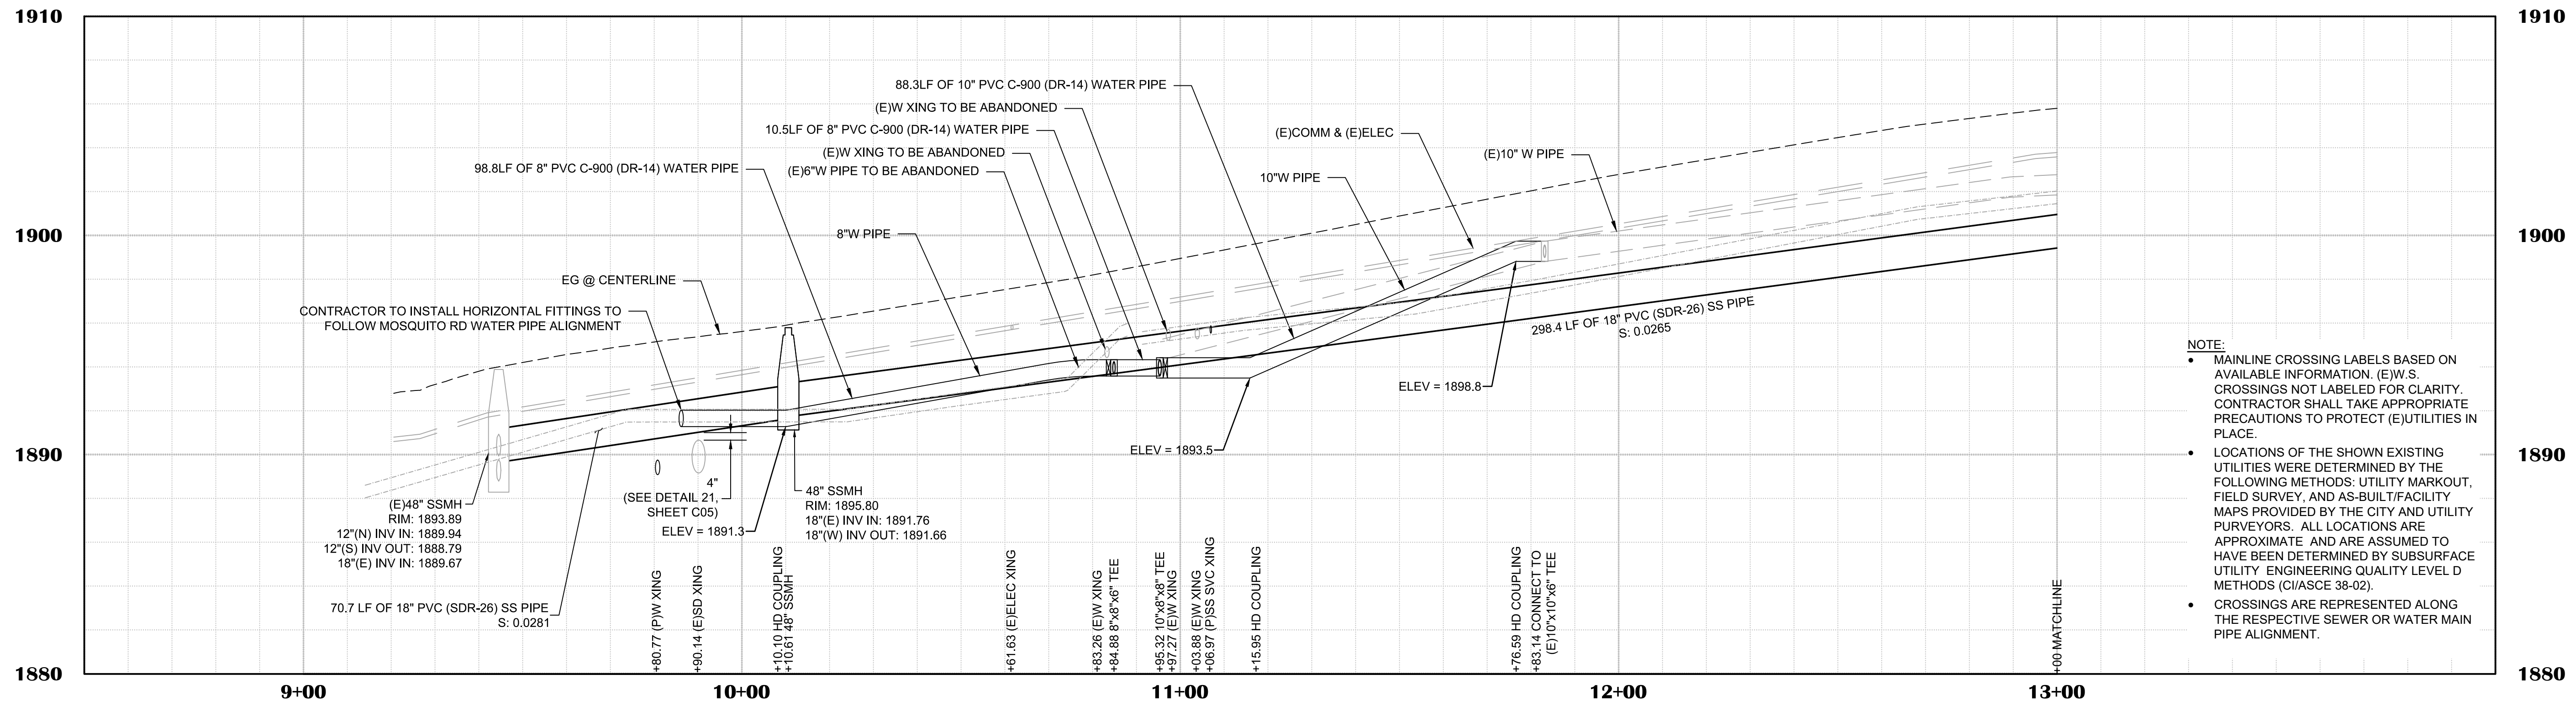 1910
1910
88.3LF OF 10" PVC C-900 (DR-14) WATER PIPE
(E)W XING TO BE ABANDONED
10.5LF OF 8" PVC C-900 (DR-14) WATER PIPE
(E)W XING TO BE ABANDONED
98.8LF OF 8" PVC C-900 (DR-14) WATER PIPE
(E)6"W PIPE TO BE ABANDONED
(E)COMM & (E)ELEC
(E)10" W PIPE
10"W PIPE
8"W PIPE
1900
1900
EG @ CENTERLINE
CONTRACTOR TO INSTALL HORIZONTAL FITTINGS TO
FOLLOW MOSQUITO RD WATER PIPE ALIGNMENT
298.4 LF OF 18" PVC (SDR-26) SS PIPE
S: 0.0265
ELEV = 1898.8
ELEV = 1893.5
1890
1890
(E)48" SSMH
RIM: 1893.89
12"(N) INV IN: 1889.94
12"(S) INV OUT: 1888.79
18"(E) INV IN: 1889.67
4"
(SEE DETAIL 21,
SHEET C05)
ELEV = 1891.3
48" SSMH
RIM: 1895.80
18"(E) INV IN: 1891.76
18"(W) INV OUT: 1891.66
70.7 LF OF 18" PVC (SDR-26) SS PIPE
S: 0.0281
+80.77 (P)W XING
+90.14 (E)SD XING
+10.10 HD COUPLING
+10.61 48" SSMH
+61.63 (E)ELEC XING
+83.26 (E)W XING
+84.88 8"x8"x6" TEE
+95.32 10"x8"x8" TEE
+97.27 (E)W XING
+03.88 (E)W XING
+06.97 (P)SS SVC XING
+15.95 HD COUPLING
+76.59 HD COUPLING
+83.14 CONNECT TO
(E)10"x10"x6" TEE
+00 MATCHLINE
NOTE:
• MAINLINE CROSSING LABELS BASED ON
AVAILABLE INFORMATION. (E)W.S.
CROSSINGS NOT LABELED FOR CLARITY.
CONTRACTOR SHALL TAKE APPROPRIATE
PRECAUTIONS TO PROTECT (E)UTILITIES IN
PLACE.
• LOCATIONS OF THE SHOWN EXISTING
UTILITIES WERE DETERMINED BY THE
FOLLOWING METHODS: UTILITY MARKOUT,
FIELD SURVEY, AND AS-BUILT/FACILITY
MAPS PROVIDED BY THE CITY AND UTILITY
PURVEYORS. ALL LOCATIONS ARE
APPROXIMATE AND ARE ASSUMED TO
HAVE BEEN DETERMINED BY SUBSURFACE
UTILITY ENGINEERING QUALITY LEVEL D
METHODS (CI/ASCE 38-02).
• CROSSINGS ARE REPRESENTED ALONG
THE RESPECTIVE SEWER OR WATER MAIN
PIPE ALIGNMENT.
1880
1880
9+00
10+00
11+00
12+00
13+00